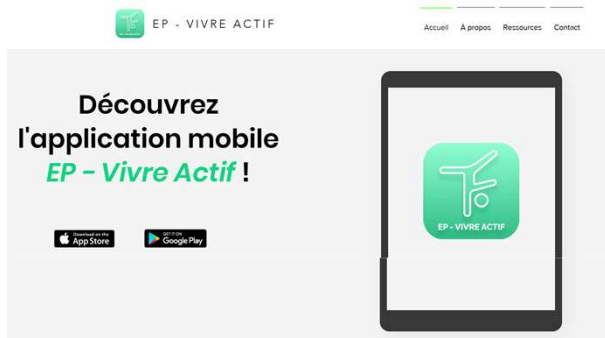 EP - VIVRE ACTIF
Accueil À propos Ressources Contact
Découvrez
l'application mobile
EP - Vivre Actif !
Download on the
App Store
GET IT ON
Google Play
EP - VIVRE ACTIF